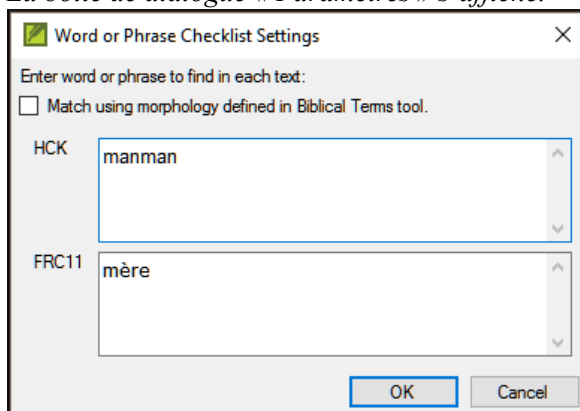 La boîte de dialogue « Paramètres » s'affiche.
Word or Phrase Checklist Settings
Enter word or phrase to find in each text:
Match using morphology defined in Biblical Terms tool.
HCK
manman
FRC11
mère
OK
Cancel